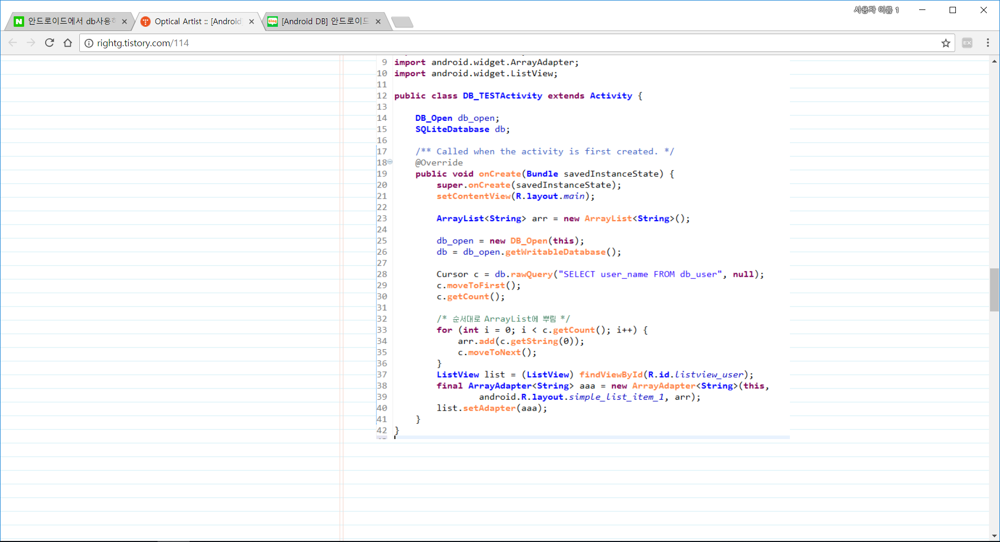 사용자 이름 1
안드로이드에서 db사용하
Optical Artist :: [Android]
[Android DB] 안드로이드
rightg.tistory.com/114
EX
9 import android.widget.ArrayAdapter;
10 import android.widget.ListView;
11
12 public class DB_TESTActivity extends Activity {
13
14 DB_Open db_open;
15 SQLiteDatabase db;
16
17 /** Called when the activity is first created. */
18 @Override
19 public void onCreate(Bundle savedInstanceState) {
20 super.onCreate(savedInstanceState);
21 setContentView(R.layout.main);
22
23 ArrayList<String> arr = new ArrayList<String>();
24
25 db_open = new DB_Open(this);
26 db = db_open.getWritableDatabase();
27
28 Cursor c = db.rawQuery("SELECT user_name FROM db_user", null);
29 c.moveToFirst();
30 c.getCount();
31
32 /* 순서대로 ArrayList에 뿌림 */
33 for (int i = 0; i < c.getCount(); i++) {
34 arr.add(c.getString(0));
35 c.moveToNext();
36 }
37 ListView list = (ListView) findViewById(R.id.listview_user);
38 final ArrayAdapter<String> aaa = new ArrayAdapter<String>(this,
39 android.R.layout.simple_list_item_1, arr);
40 list.setAdapter(aaa);
41 }
42 }